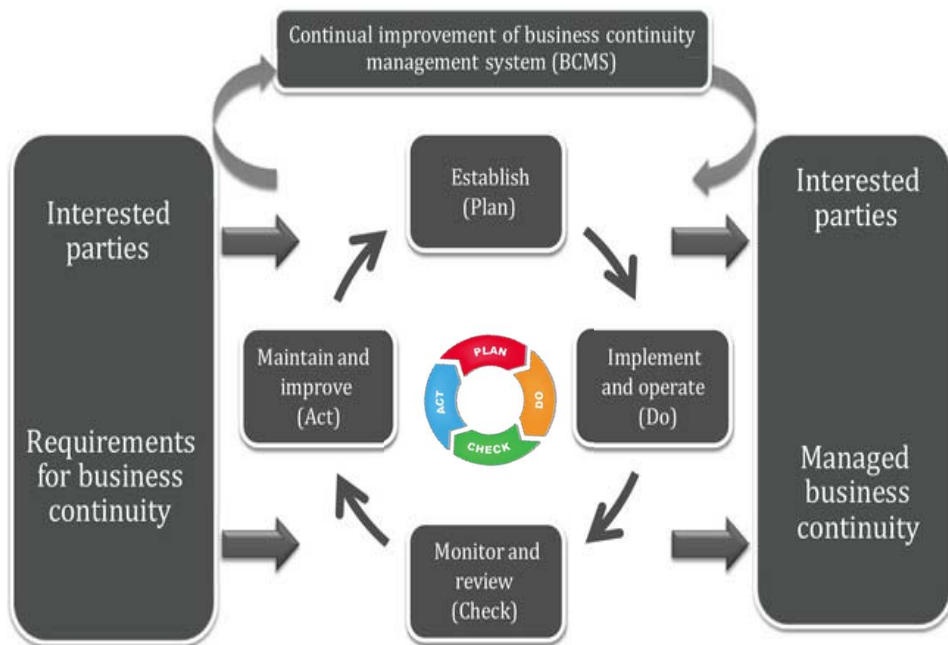 Continual improvement of business continuity
management system (BCMS)
Interested
parties
Requirements
for business
continuity
Establish
(Plan)
Maintain and
improve
(Act)
PLAN
DO
CHECK
ACT
Implement
and operate
(Do)
Monitor and
review
(Check)
Interested
parties
Managed
business
continuity